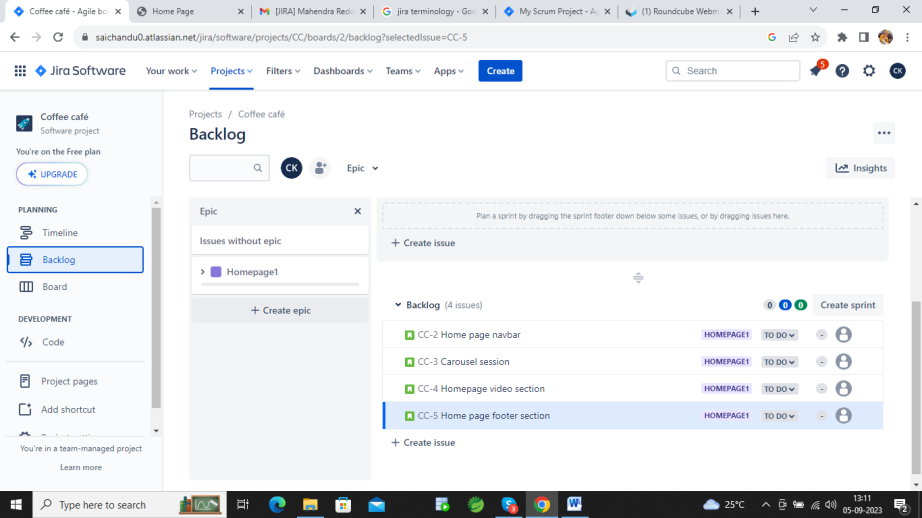 Coffee café - Agile boa
Home Page
[JIRA] Mahendra Redd
jira terminology - Goo
My Scrum Project - Ag
(1) Roundcube Webm
saichandu0.atlassian.net/jira/software/projects/CC/boards/2/backlog?selectedIssue=CC-5
Jira Software
Your work
Projects
Filters
Dashboards
Teams
Apps
Create
Search
5
CK
Coffee café
Software project
You're on the Free plan
UPGRADE
PLANNING
Timeline
Backlog
Board
DEVELOPMENT
Code
Project pages
Add shortcut
You're in a team-managed project
Learn more
Projects / Coffee café
Backlog
CK
Epic
Insights
Epic
Issues without epic
Homepage1
+ Create epic
Plan a sprint by dragging the sprint footer down below some issues, or by dragging issues here.
+ Create issue
Backlog (4 issues)
0 0 0
Create sprint
CC-2 Home page navbar HOMEPAGE1 TO DO -
CC-3 Carousel session HOMEPAGE1 TO DO -
CC-4 Homepage video section HOMEPAGE1 TO DO -
CC-5 Home page footer section HOMEPAGE1 TO DO -
+ Create issue
Type here to search
25°C
13:11
05-09-2023
2